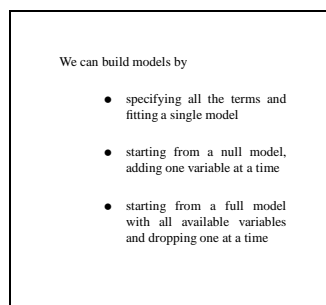 We can build models by
● specifying all the terms and
fitting a single model
● starting from a null model,
adding one variable at a time
● starting from a full model
with all available variables
and dropping one at a time